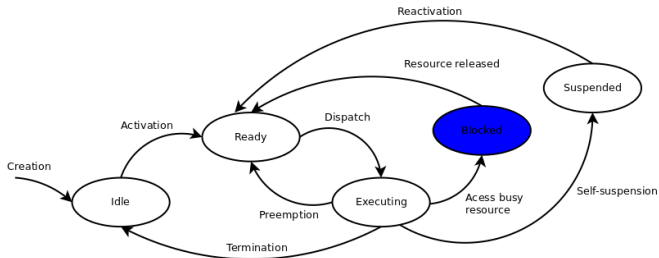 Reactivation
Resource released
Suspended
Dispatch
Activation
Ready
Blocked
Creation
Idle
Preemption
Executing
Acess busy
resource
Self-suspension
Termination